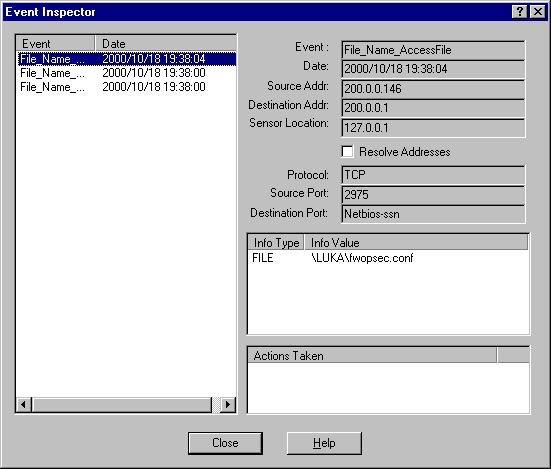 Event Inspector
Event Date
File_Name_... 2000/10/18 19:38:04
File_Name_... 2000/10/18 19:38:00
File_Name_... 2000/10/18 19:38:00
Event : File_Name_AccessFile
Date: 2000/10/18 19:38:04
Source Addr: 200.0.0.146
Destination Addr: 200.0.0.1
Sensor Location: 127.0.0.1
Resolve Addresses
Protocol: TCP
Source Port: 2975
Destination Port: Netbios-ssn
Info Type Info Value
FILE \LUKA\fwopsec.conf
Actions Taken
Close Help